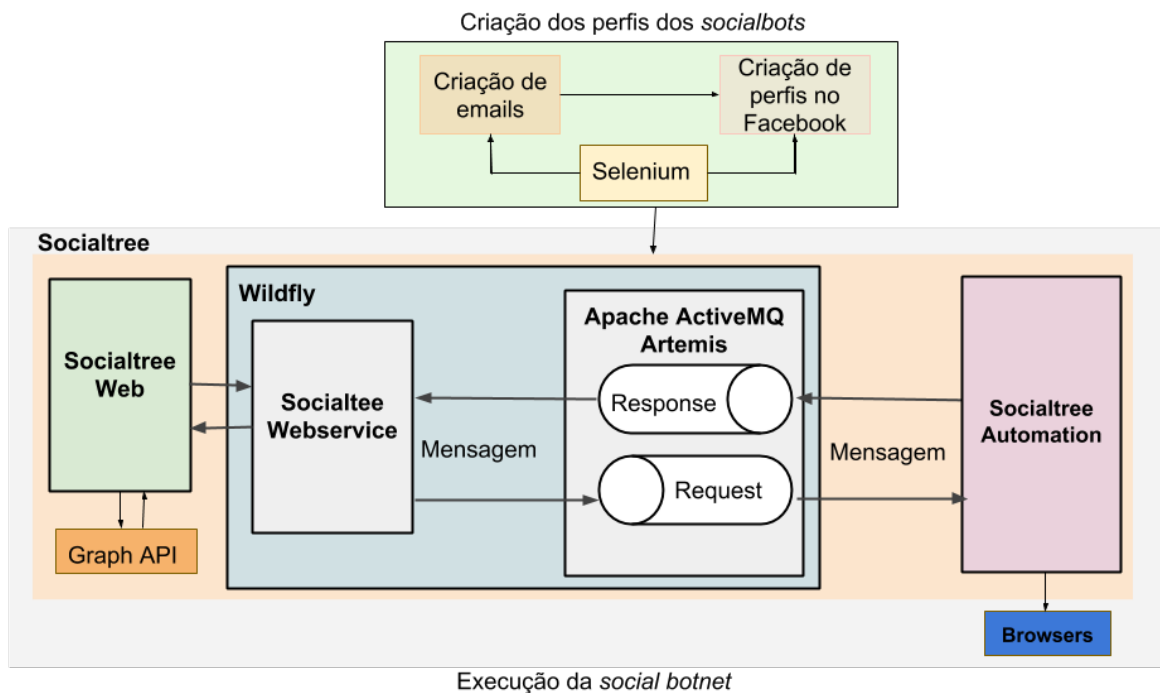 Criação dos perfis dos socialbots
Criação de
emails
Criação de
perfis no
Facebook
Selenium
Socialtree
Wildfly
Socialtree
Web
Socialtee
Webservice
Apache ActiveMQ
Artemis
Response
Request
Mensagem
Mensagem
Socialtree
Automation
Graph API
Browsers
Execução da social botnet